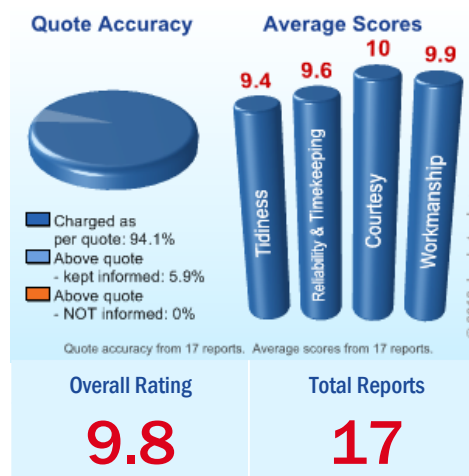 Quote Accuracy
Average Scores
9.4
9.6
10
9.9
Tidiness
Reliability & Timekeeping
Courtesy
Workmanship
Charged as
per quote: 94.1%
Above quote
- kept informed: 5.9%
Above quote
- NOT informed: 0%
Quote accuracy from 17 reports. Average scores from 17 reports.
Overall Rating
Total Reports
9.8
17